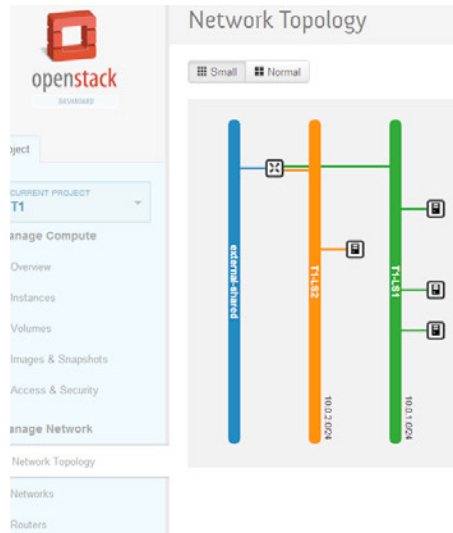 Network Topology
openstack
DASHBOARD
Small
Normal
oject
CURRENT PROJECT
T1
anage Compute
Overview
Instances
Volumes
Images & Snapshots
Access & Security
anage Network
Network Topology
Networks
Routers
external-shared
T1-LS2
10.0.2.0/24
T1-LS1
10.0.1.0/24